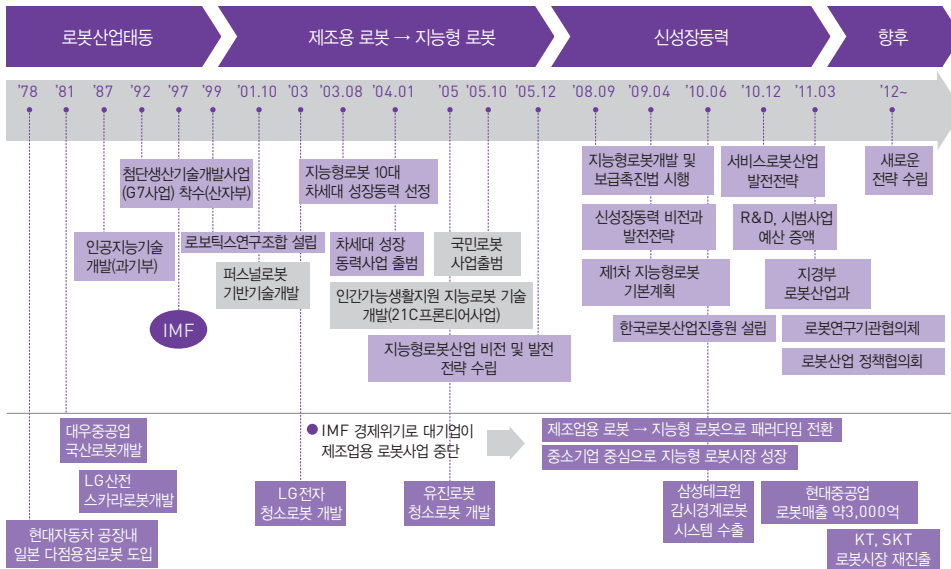 로봇산업태동
제조용 로봇 → 지능형 로봇
신성장동력
향후
'78 '81 '87 '92 '97 '99 '01.10 '03 '03.08 '04.01 '05 '05.10 '05.12 '08.09 '09.04 '10.06 '10.12 '11.03 '12~
첨단생산기술개발사업
(G7사업) 착수(산자부)
지능형로봇 10대
차세대 성장동력 선정
지능형로봇개발 및
보급촉진법 시행
서비스로봇산업
발전전략
새로운
전략 수립
인공지능기술
개발(과기부)
로보틱스연구조합 설립
차세대 성장
동력사업 출범
국민로봇
사업출범
신성장동력 비전과
발전전략
R&D, 시범사업
예산 증액
퍼스널로봇
기반기술개발
인간가능생활지원 지능로봇 기술
개발(21C프론티어사업)
제1차 지능형로봇
기본계획
지경부
로봇산업과
IMF
지능형로봇산업 비전 및 발전
전략 수립
한국로봇산업진흥원 설립
로봇연구기관협의체
로봇산업 정책협의회
대우중공업
국산로봇개발
● IMF 경제위기로 대기업이
제조업용 로봇사업 중단
제조업용 로봇 → 지능형 로봇으로 패러다임 전환
중소기업 중심으로 지능형 로봇시장 성장
LG산전
스카라로봇개발
LG전자
청소로봇 개발
유진로봇
청소로봇 개발
삼성테크윈
감시경계로봇
시스템 수출
현대중공업
로봇매출 약3,000억
현대자동차 공장내
일본 다점용접로봇 도입
KT, SKT
로봇시장 재진출